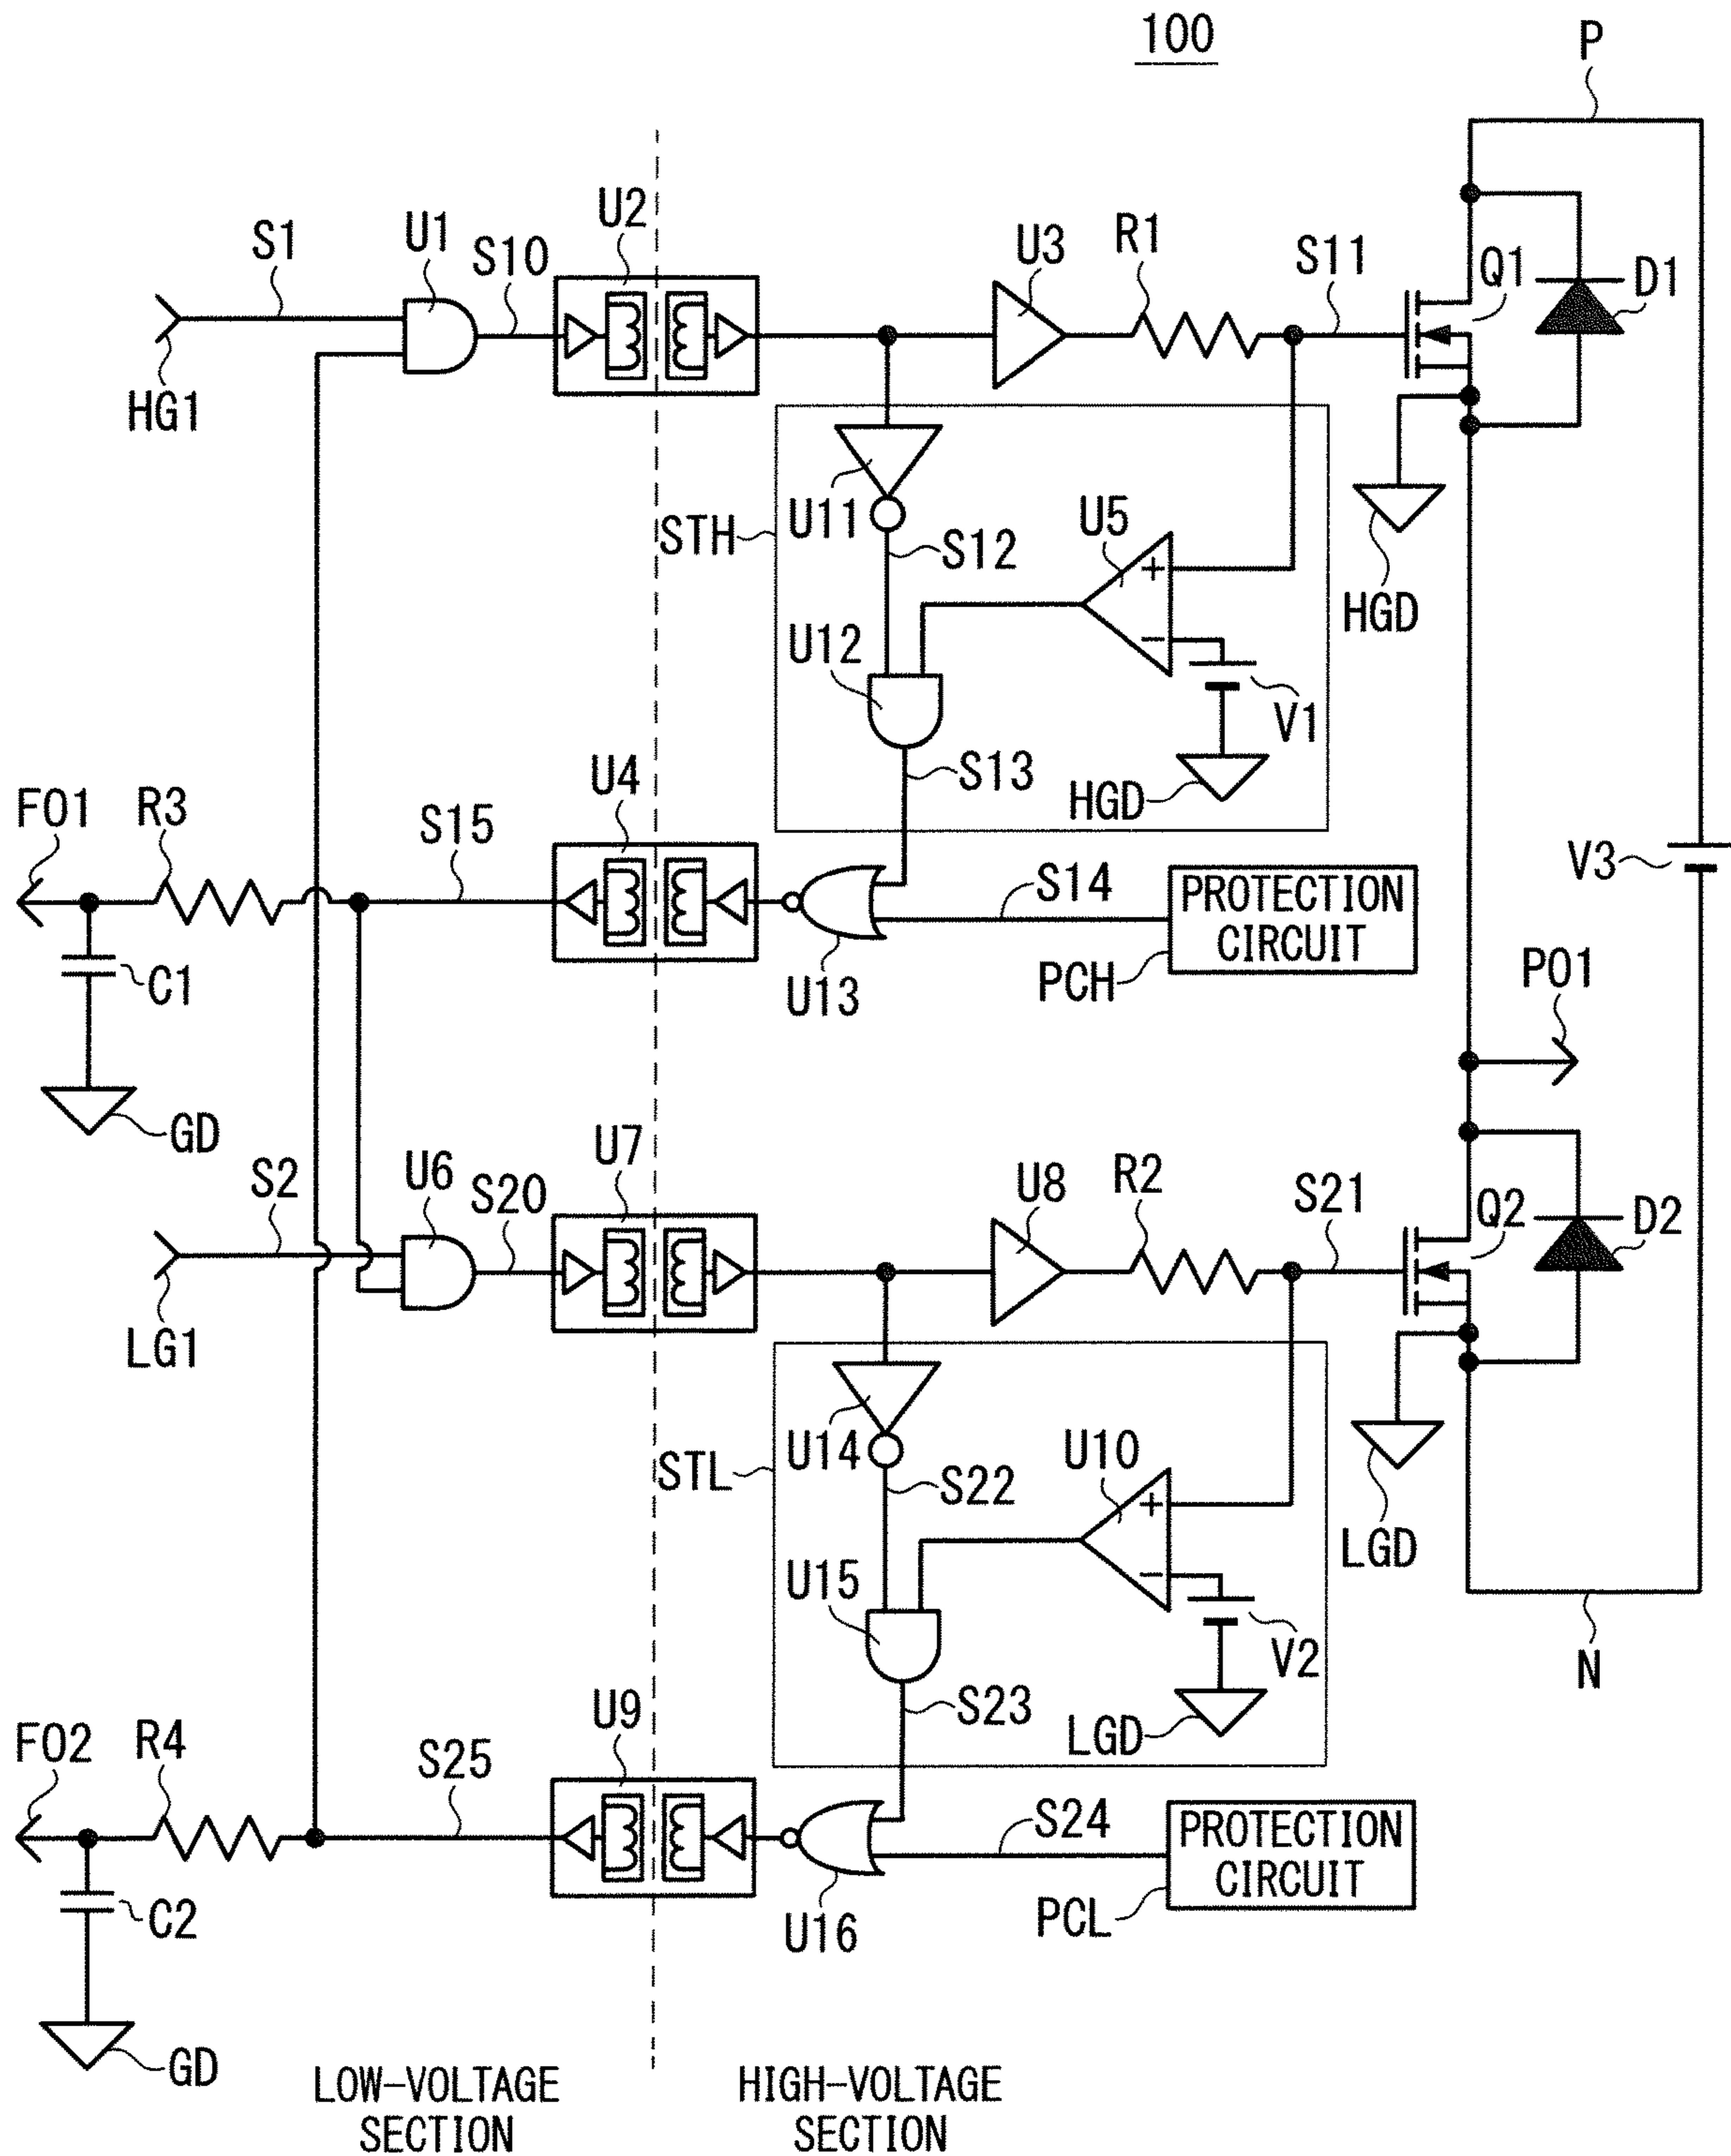 100
P
U2
S1
U1
S10
U3
R1
S11
Q1
D1
HG1
U11
STH
S12
U5
HGD
U12
V1
S13
HGD
U4
FO1
R3
S15
V3
S14
PROTECTION
CIRCUIT
C1
U13
PCH
PO1
GD
U7
S2
U6
S20
U8
R2
S21
Q2
D2
LG1
U14
STL
S22
U10
LGD
U15
V2
N
S23
LGD
U9
FO2
R4
S25
S24
PROTECTION
CIRCUIT
C2
U16
PCL
GD
LOW-VOLTAGE
SECTION
HIGH-VOLTAGE
SECTION